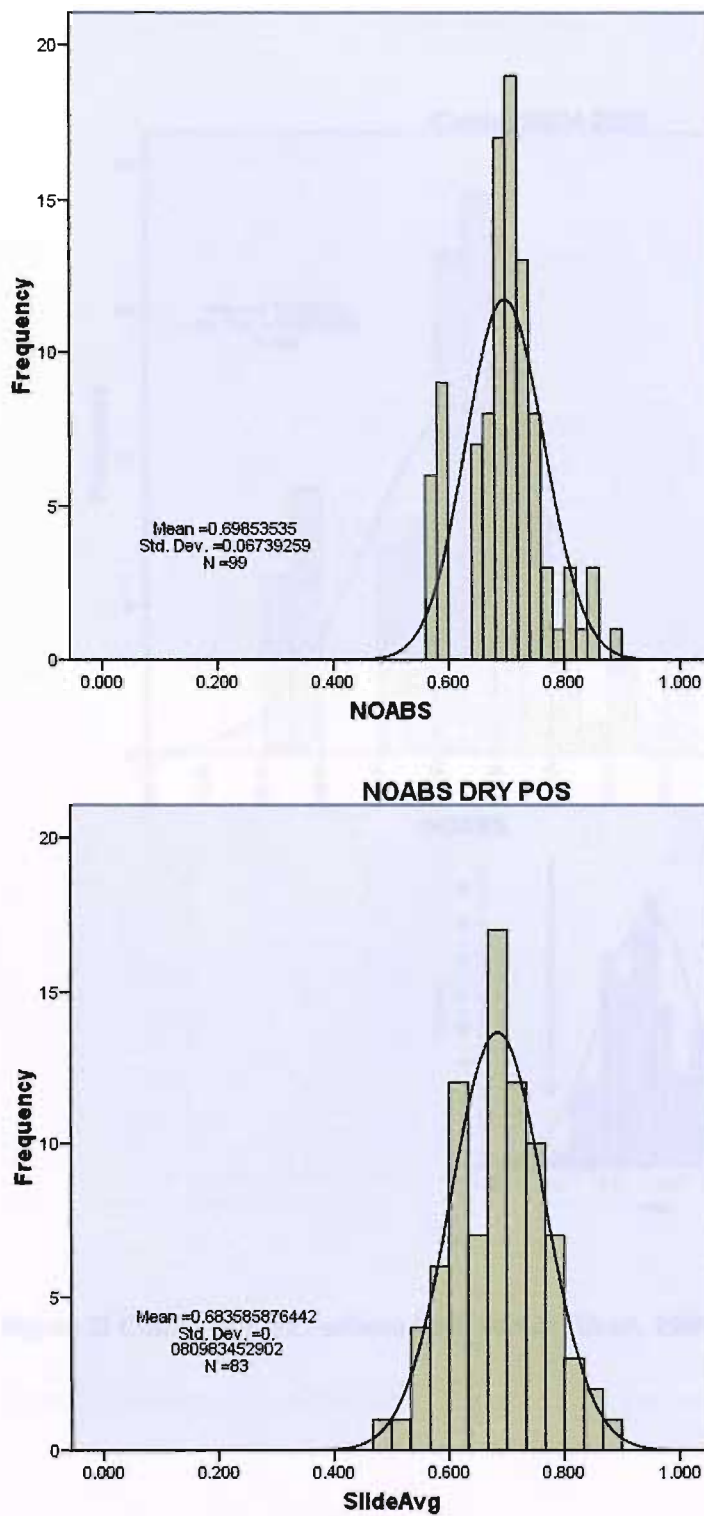 20
15
10
5
0
Frequency
Mean =0.69853535
Std. Dev. =0.06739259
N =99
0.000 0.200 0.400 0.600 0.800 1.000
NOABS
NOABS DRY POS
20
15
10
5
0
Frequency
Mean =0.683585876442
Std. Dev. =0.
080983452902
N =83
0.000 0.200 0.400 0.600 0.800 1.000
SlideAvg